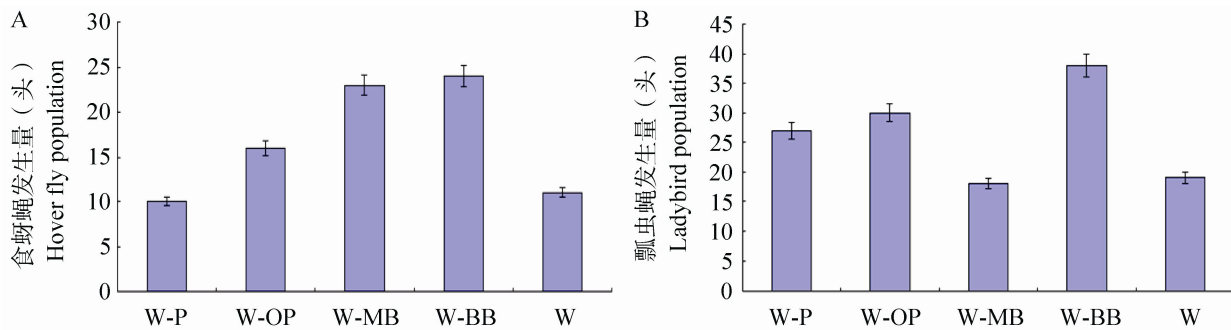 A
食蚜蝇发生量（头）
Hover fly population
30
25
20
15
10
5
0
W-P W-OP W-MB W-BB W
B
瓢虫蝇发生量（头）
Ladybird population
45
40
35
30
25
20
15
10
5
0
W-P W-OP W-MB W-BB W